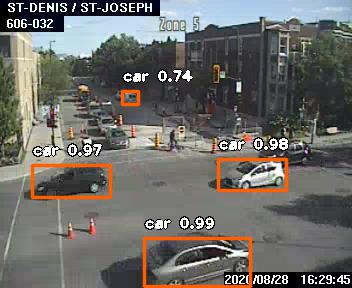 ST-DENIS / ST-JOSEPH
606-032
Zone 5
car 0.74
car 0.97
car 0.98
car 0.99
2020/08/28 16:29:45